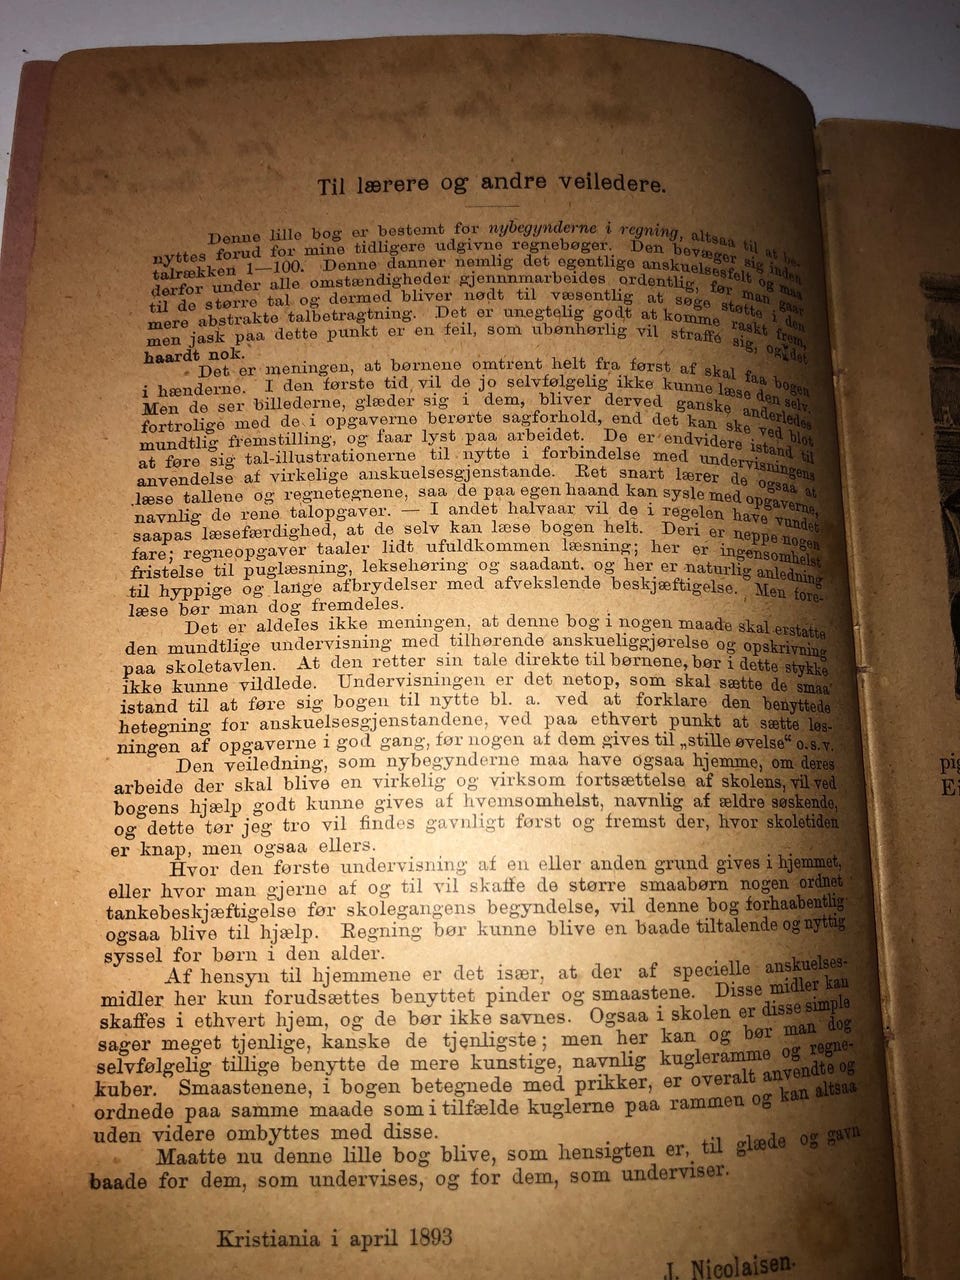 Til lærere og andre veiledere.
Denne lille bog er bestemt for nybegynderne i regning, altsaa til at be-
nyttes forud for mine tidligere udgivne regnebøger. Den bevæger sig inden
talrækken 1—100. Denne danner nemlig det egentlige anskuelsesfelt og maa
derfor under alle omstændigheder gjennmarbeides ordentlig, før man gaar
til de større tal og dermed bliver nødt til væsentlig at søge støtte i den
mere abstrakte talbetragtning. Det er unegtelig godt at komme raskt frem,
men jask paa dette punkt er en feil, som ubønhørlig vil straffe sig, og det
haardt nok.
Det er meningen, at børnene omtrent helt fra først af skal faa bogen
i hænderne. I den første tid vil de jo selvfølgelig ikke kunne læse den selv.
Men de ser billederne, glæder sig i dem, bliver derved ganske anderledes
fortrolige med de i opgaverne berørte sagforhold, end det kan ske ved blot
mundtlig fremstilling, og faar lyst paa arbeidet. De er endvidere istand til
at føre sig tal-illustrationerne til nytte i forbindelse med undervisningens
anvendelse af virkelige anskuelsesgjenstande. Ret snart lærer de ogsaa at
læse tallene og regnetegnene, saa de paa egen haand kan sysle med opgaverne,
navnlig de rene talopgaver. — I andet halvaar vil de i regelen have vundet
saapas læsefærdighed, at de selv kan læse bogen helt. Deri er neppe nogen
fare; regneopgaver taaler lidt ufuldkommen læsning; her er ingensomhelst
fristelse til puglæsning, leksehøring og saadant. og her er naturlig anledning
til hyppige og lange afbrydelser med afvekslende beskjæftigelse. Men fore-
læse bør man dog fremdeles.
Det er aldeles ikke meningen, at denne bog i nogen maade skal erstatte
den mundtlige undervisning med tilhørende anskueliggjørelse og opskrivning
paa skoletavlen. At den retter sin tale direkte til børnene, bør i dette stykke
ikke kunne vildlede. Undervisningen er det netop, som skal sætte de smaa
istand til at føre sig bogen til nytte bl. a. ved at forklare den benyttede
betegning for anskuelsesgjenstandene, ved paa ethvert punkt at sætte løs-
ningen af opgaverne i god gang, før nogen af dem gives til „stille øvelse“ o.s.v.
Den veiledning, som nybegynderne maa have ogsaa hjemme, om deres
arbeide der skal blive en virkelig og virksom fortsættelse af skolens, vil ved
bogens hjælp godt kunne gives af hvemsomhelst, navnlig af ældre søskende,
og dette tør jeg tro vil findes gavnligt først og fremst der, hvor skoletiden
er knap, men ogsaa ellers.
Hvor den første undervisning af en eller anden grund gives i hjemmet,
eller hvor man gjerne af og til vil skaffe de større smaabørn nogen ordnet
tankebeskjæftigelse før skolegangens begyndelse, vil denne bog forhaabentlig
ogsaa blive til hjælp. Regning bør kunne blive en baade tiltalende og nyttig
syssel for børn i den alder.
Af hensyn til hjemmene er det især, at der af specielle anskuelses-
midler her kun forudsættes benyttet pinder og smaastene. Disse midler kan
skaffes i ethvert hjem, og de bør ikke savnes. Ogsaa i skolen er disse simple
sager meget tjenlige, kanske de tjenligste; men her kan og bør man dog
selvfølgelig tillige benytte de mere kunstige, navnlig kugleramme og regne-
kuber. Smaastenene, i bogen betegnede med prikker, er overalt anvendte og
ordnede paa samme maade som i tilfælde kuglerne paa rammen og kan altsaa
uden videre ombyttes med disse.
Maatte nu denne lille bog blive, som hensigten er, til glæde og gavn
baade for dem, som undervises, og for dem, som underviser.
Kristiania i april 1893
J. Nicolaisen.